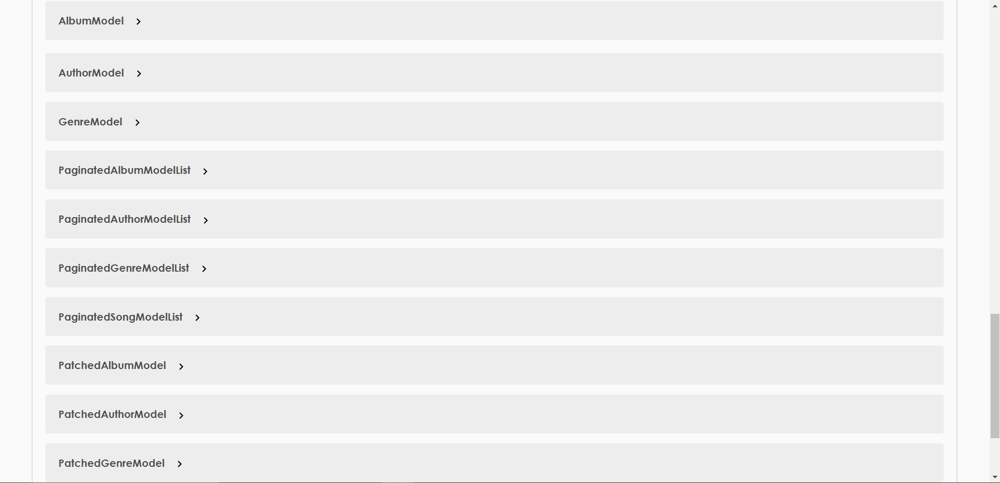 AlbumModel
AuthorModel
GenreModel
PaginatedAlbumModelList
PaginatedAuthorModelList
PaginatedGenreModelList
PaginatedSongModelList
PatchedAlbumModel
PatchedAuthorModel
PatchedGenreModel